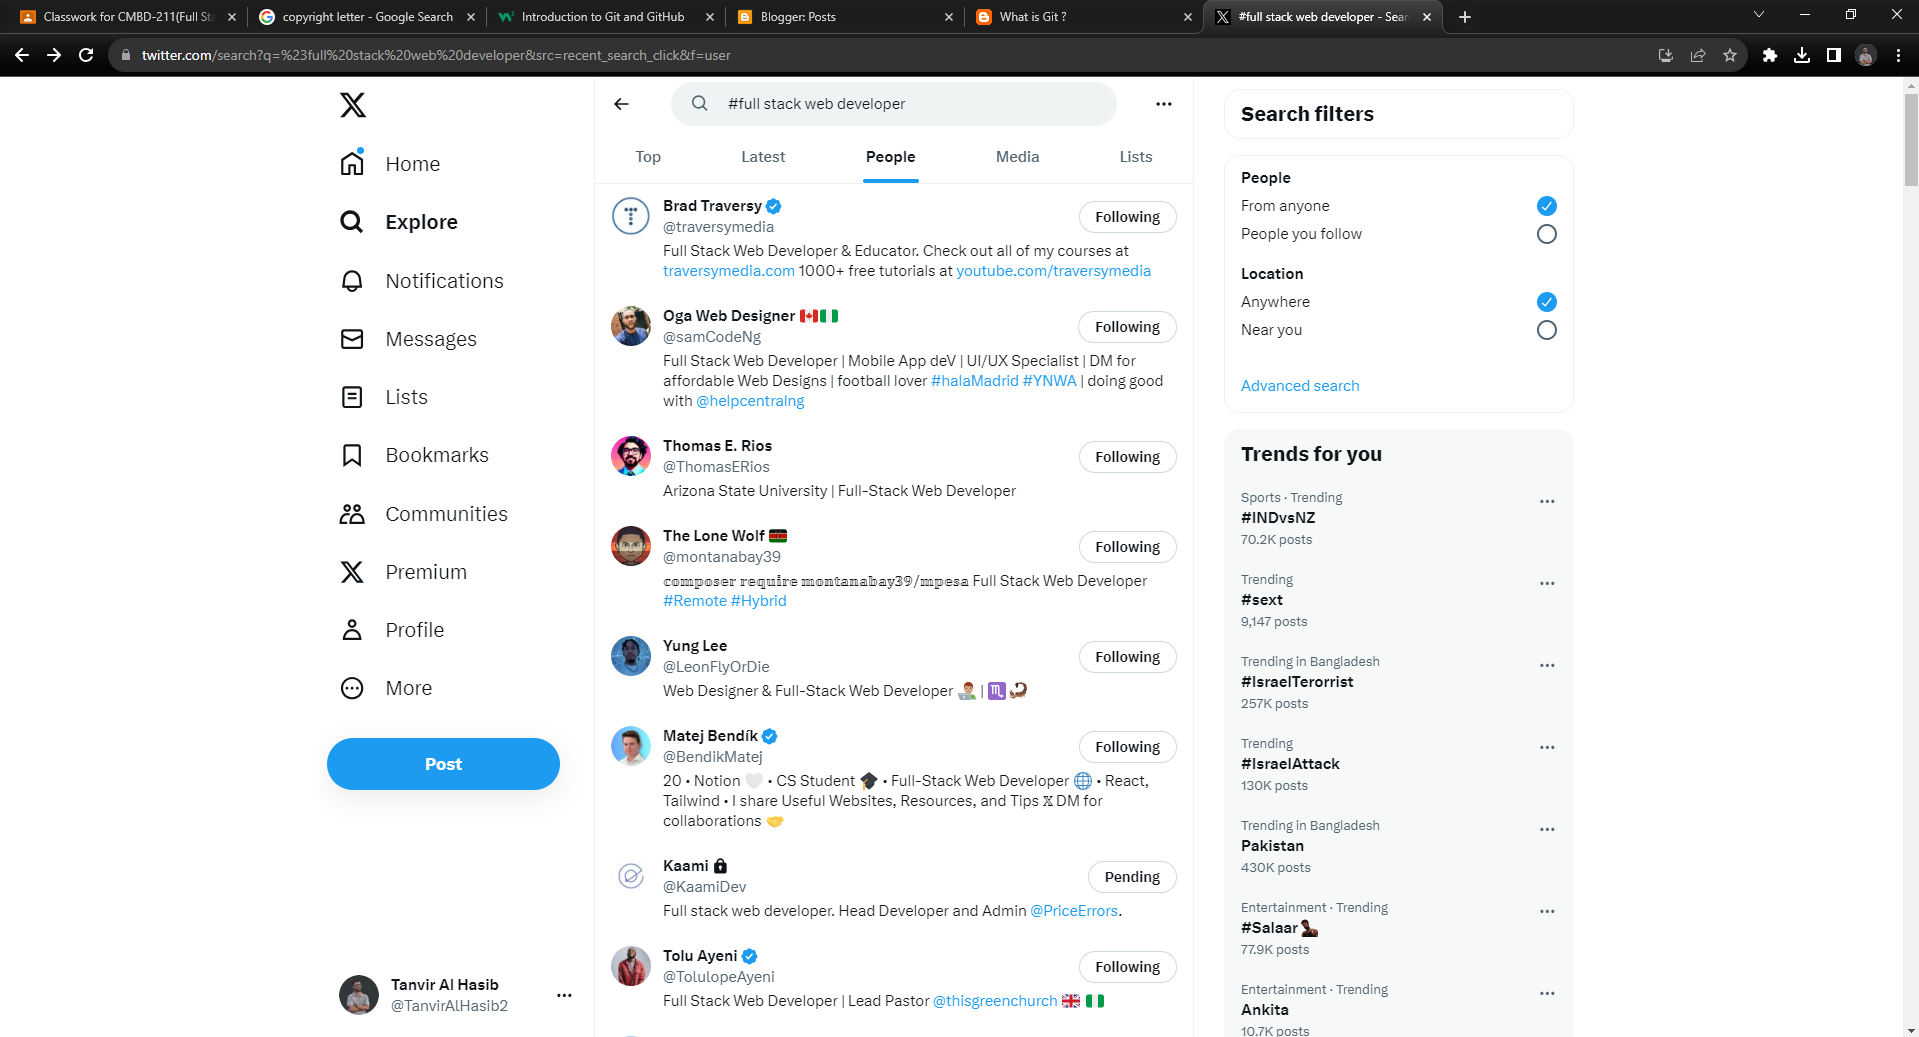 Classwork for CMBD-211(Full Sta
copyright letter - Google Search
Introduction to Git and GitHub
Blogger: Posts
What is Git ?
#full stack web developer - Sear
twitter.com/search?q=%23full%20stack%20web%20developer&src=recent_search_click&f=user
Home
Explore
Notifications
Messages
Lists
Bookmarks
Communities
Premium
Profile
More
Post
Tanvir Al Hasib
@TanvirAlHasib2
#full stack web developer
Top
Latest
People
Media
Lists
Brad Traversy
@traversymedia
Following
Full Stack Web Developer & Educator. Check out all of my courses at
traversymedia.com 1000+ free tutorials at youtube.com/traversymedia
Oga Web Designer 🇨🇦🇳🇬
@samCodeNg
Following
Full Stack Web Developer | Mobile App deV | UI/UX Specialist | DM for
affordable Web Designs | football lover #halaMadrid #YNWA | doing good
with @helpcentralng
Thomas E. Rios
@ThomasERios
Following
Arizona State University | Full-Stack Web Developer
The Lone Wolf 🇰🇪
@montanabay39
Following
𝕔𝕠𝕞𝕡𝕠𝕤𝕖𝕣 𝕣𝕖𝕢𝕦𝕚𝕣𝕖 𝕞𝕠𝕟𝕥𝕒𝕟𝕒𝕓𝕒𝕪𝟛𝟡/𝕞𝕡𝕖𝕤𝕒 Full Stack Web Developer
#Remote #Hybrid
Yung Lee
@LeonFlyOrDie
Following
Web Designer & Full-Stack Web Developer 👨🏽‍💻 | ♏🦂
Matej Bendík
@BendikMatej
Following
20 • Notion 🤍 • CS Student 🎓 • Full-Stack Web Developer 🌐 • React,
Tailwind • I share Useful Websites, Resources, and Tips 𝕏 DM for
collaborations 🤝
Kaami 🔒
@KaamiDev
Pending
Full stack web developer. Head Developer and Admin @PriceErrors.
Tolu Ayeni
@TolulopeAyeni
Following
Full Stack Web Developer | Lead Pastor @thisgreenchurch 🇬🇧 🇳🇬
Search filters
People
From anyone
People you follow
Location
Anywhere
Near you
Advanced search
Trends for you
Sports · Trending
#INDvsNZ
70.2K posts
Trending
#sext
9,147 posts
Trending in Bangladesh
#IsraelTerorrist
257K posts
Trending
#IsraelAttack
130K posts
Trending in Bangladesh
Pakistan
430K posts
Entertainment · Trending
#Salaar
77.9K posts
Entertainment · Trending
Ankita
10.7K posts